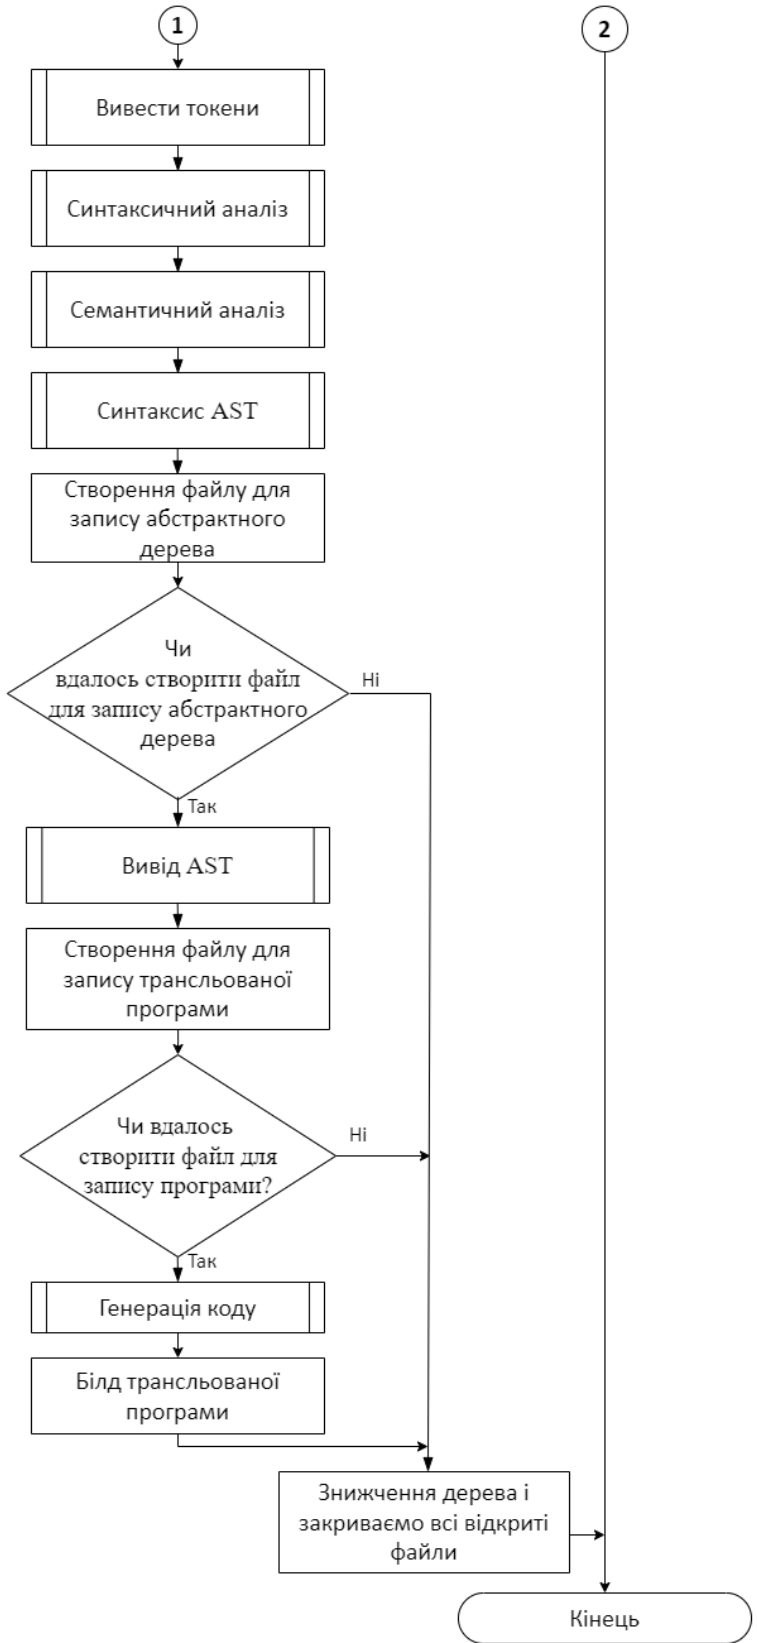 1
2
Вивести токени
Синтаксичний аналіз
Семантичний аналіз
Синтаксис AST
Створення файлу для
запису абстрактного
дерева
Чи
вдалось створити файл
для запису абстрактного
дерева
Ні
Так
Вивід AST
Створення файлу для
запису трансльованої
програми
Чи вдалось
створити файл для
запису програми?
Ні
Так
Генерація коду
Білд трансльованої
програми
Знижчення дерева і
закриваємо всі відкриті
файли
Кінець